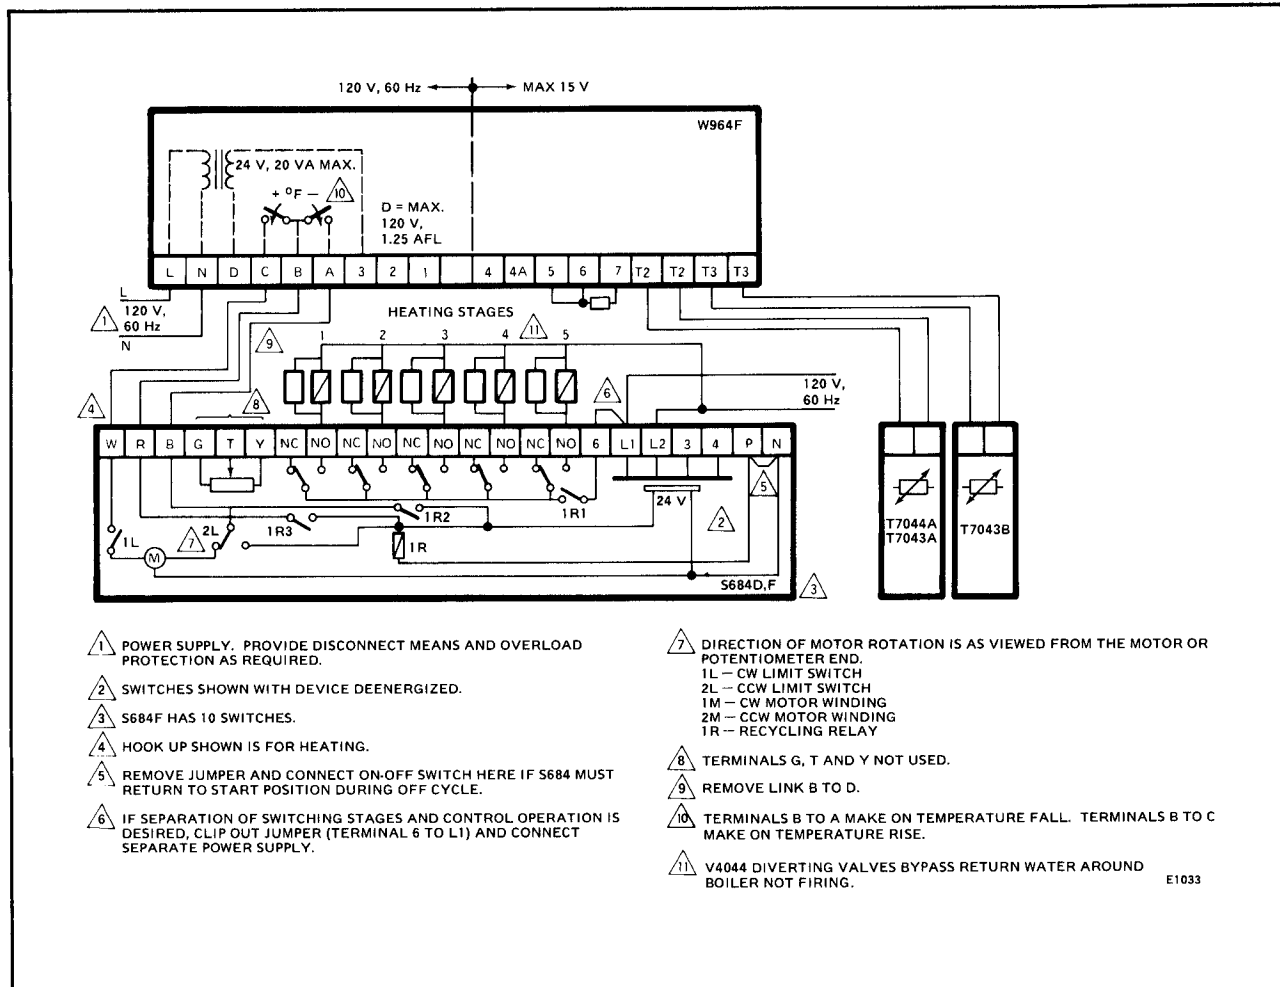 120 V, 60 Hz MAX 15 V
W964F
24 V, 20 VA MAX.
+ °F – 10
D = MAX.
120 V,
1.25 AFL
L N D C B A 3 2 1 4 4A 5 6 7 T2 T2 T3 T3
L
1 120 V,
60 Hz
N
HEATING STAGES
9 1 2 3 4 11 5
4 8 6
120 V,
60 Hz
W R B G T Y NC NO NC NO NC NO NC NO NC NO 6 L1 L2 3 4 P N
5
24 V
1R1
1R2
2
1L 7 2L 1R3
M 1R
S684D,F 3
T7044A
T7043A
T7043B
1 POWER SUPPLY. PROVIDE DISCONNECT MEANS AND OVERLOAD
PROTECTION AS REQUIRED.
2 SWITCHES SHOWN WITH DEVICE DEENERGIZED.
3 S684F HAS 10 SWITCHES.
4 HOOK UP SHOWN IS FOR HEATING.
5 REMOVE JUMPER AND CONNECT ON-OFF SWITCH HERE IF S684 MUST
RETURN TO START POSITION DURING OFF CYCLE.
6 IF SEPARATION OF SWITCHING STAGES AND CONTROL OPERATION IS
DESIRED, CLIP OUT JUMPER (TERMINAL 6 TO L1) AND CONNECT
SEPARATE POWER SUPPLY.
7 DIRECTION OF MOTOR ROTATION IS AS VIEWED FROM THE MOTOR OR
POTENTIOMETER END.
1L – CW LIMIT SWITCH
2L – CCW LIMIT SWITCH
1M – CW MOTOR WINDING
2M – CCW MOTOR WINDING
1R – RECYCLING RELAY
8 TERMINALS G, T AND Y NOT USED.
9 REMOVE LINK B TO D.
10 TERMINALS B TO A MAKE ON TEMPERATURE FALL. TERMINALS B TO C
MAKE ON TEMPERATURE RISE.
11 V4044 DIVERTING VALVES BYPASS RETURN WATER AROUND
BOILER NOT FIRING.
E1033